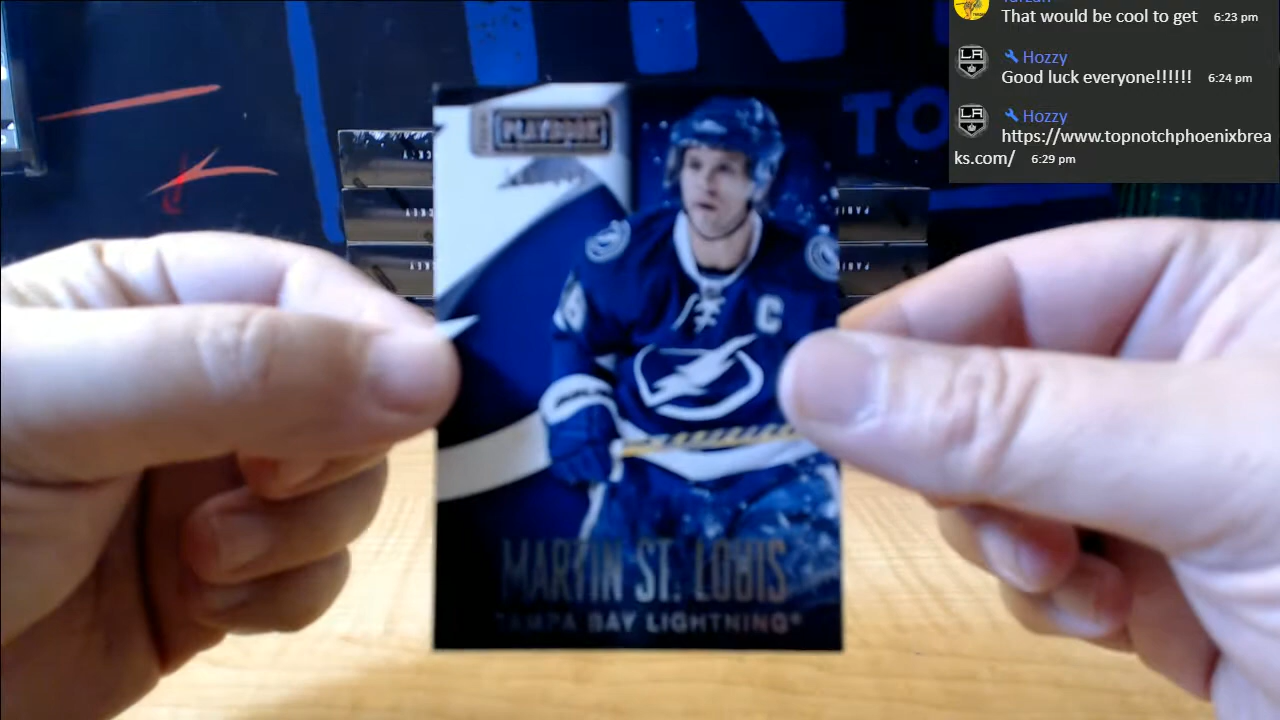 That would be cool to get 6:23 pm
Hozzy
Good luck everyone!!!!!! 6:24 pm
Hozzy
https://www.topnotchphoenixbrea
ks.com/ 6:29 pm
TO
PLAYBOOK
C
MARTIN ST. LOUIS
TAMPA BAY LIGHTNING®